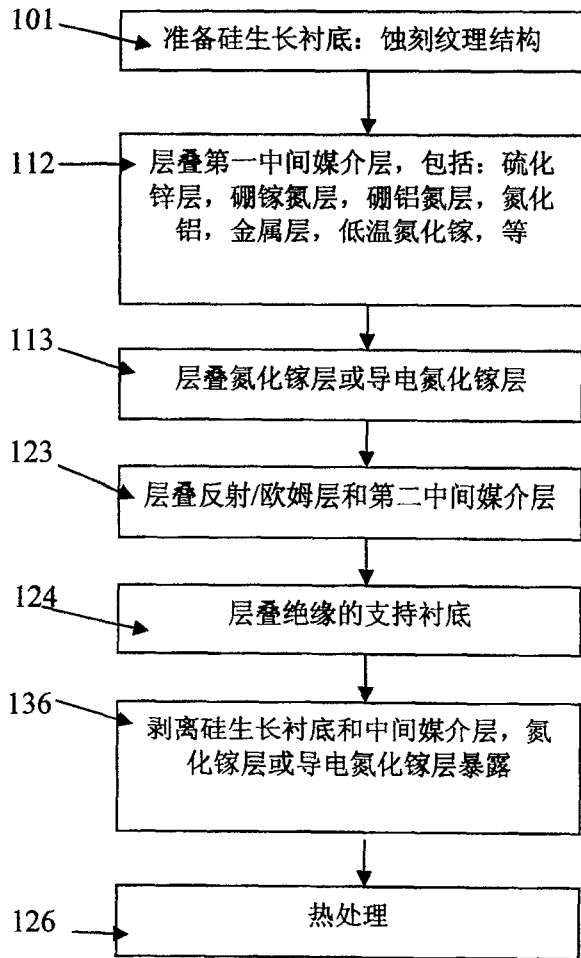 101
准备硅生长衬底：蚀刻纹理结构
112
层叠第一中间媒介层，包括：硫化
锌层，硼镓氮层，硼铝氮层，氮化
铝，金属层，低温氮化镓，等
113
层叠氮化镓层或导电氮化镓层
123
层叠反射/欧姆层和第二中间媒介层
124
层叠绝缘的支持衬底
136
剥离硅生长衬底和中间媒介层，氮
化镓层或导电氮化镓层暴露
126
热处理